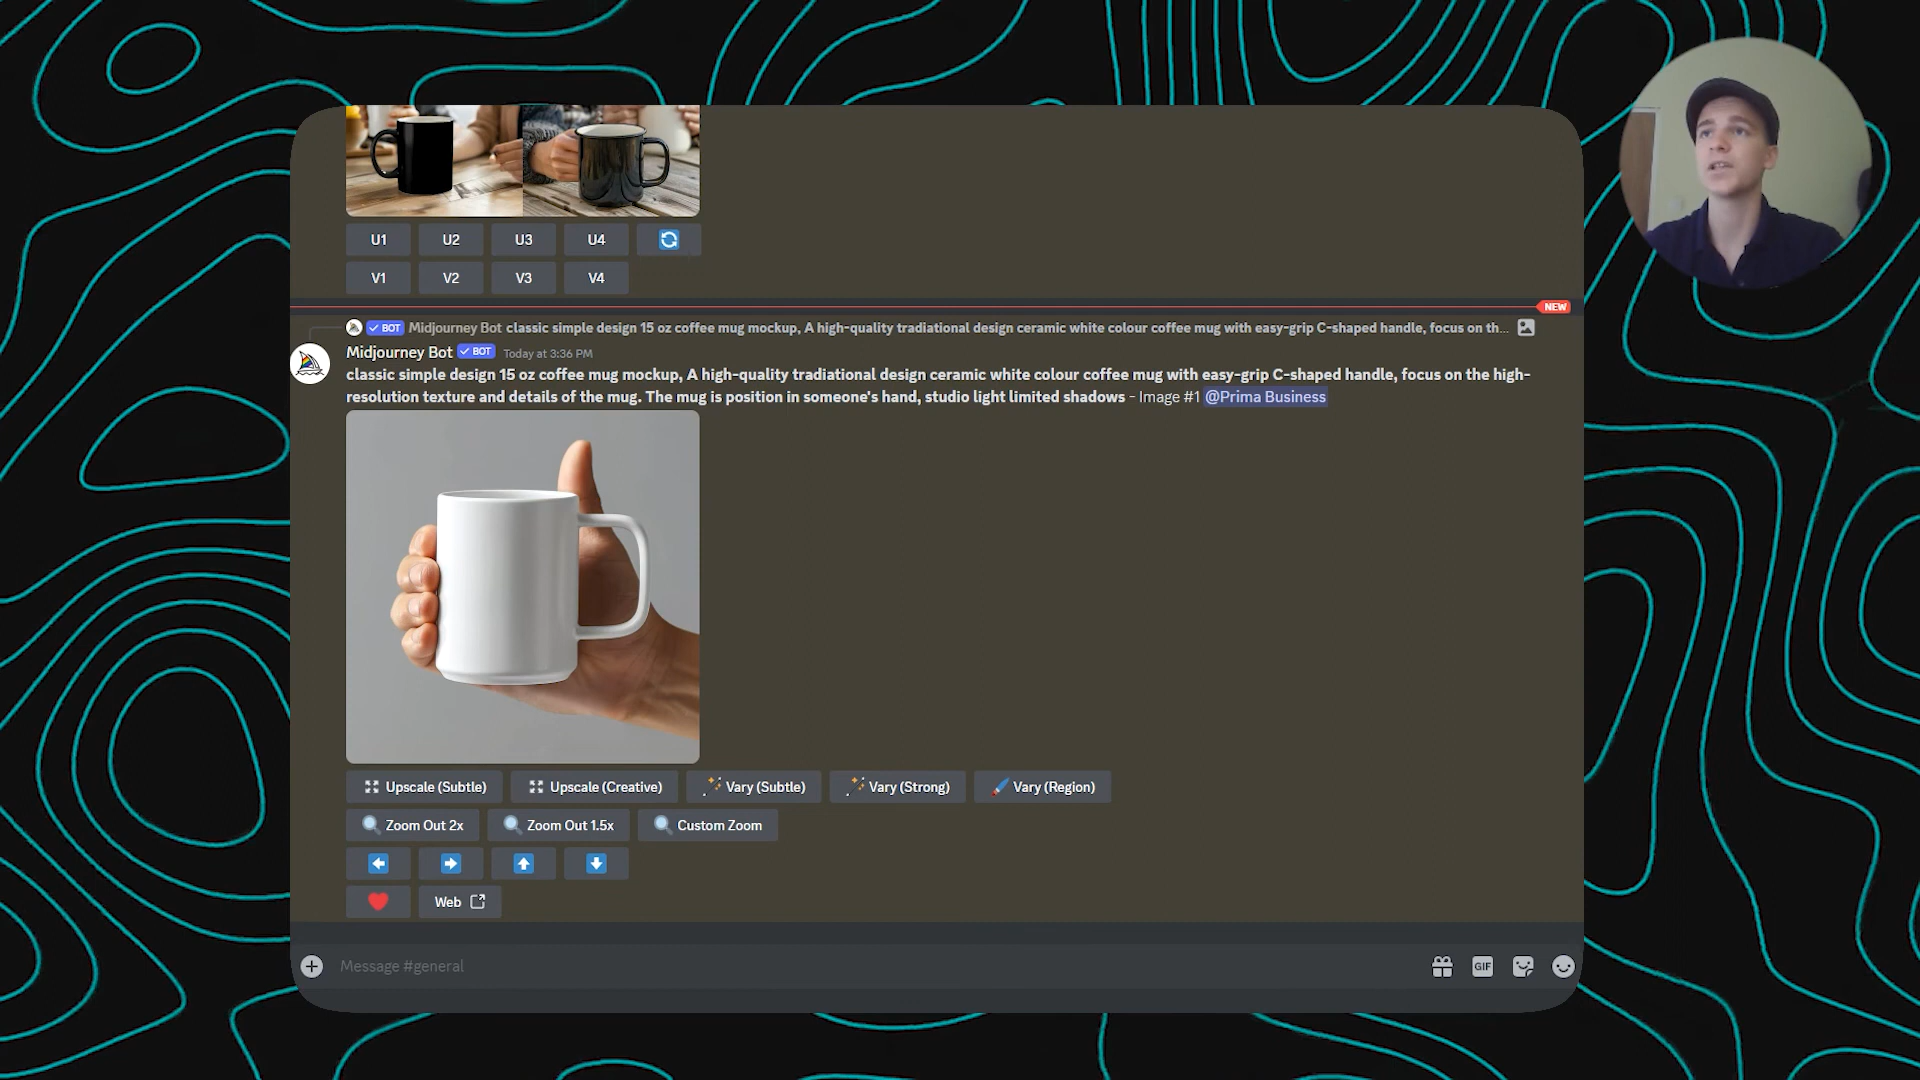 U1 U2 U3 U4
V1 V2 V3 V4
NEW
BOT Midjourney Bot classic simple design 15 oz coffee mug mockup, A high-quality tradiational design ceramic white colour coffee mug with easy-grip C-shaped handle, focus on th...
Midjourney Bot BOT Today at 3:36 PM
classic simple design 15 oz coffee mug mockup, A high-quality tradiational design ceramic white colour coffee mug with easy-grip C-shaped handle, focus on the high-
resolution texture and details of the mug. The mug is position in someone's hand, studio light limited shadows - Image #1 @Prima Business
Upscale (Subtle) Upscale (Creative) Vary (Subtle) Vary (Strong) Vary (Region)
Zoom Out 2x Zoom Out 1.5x Custom Zoom
Web
Message #general GIF